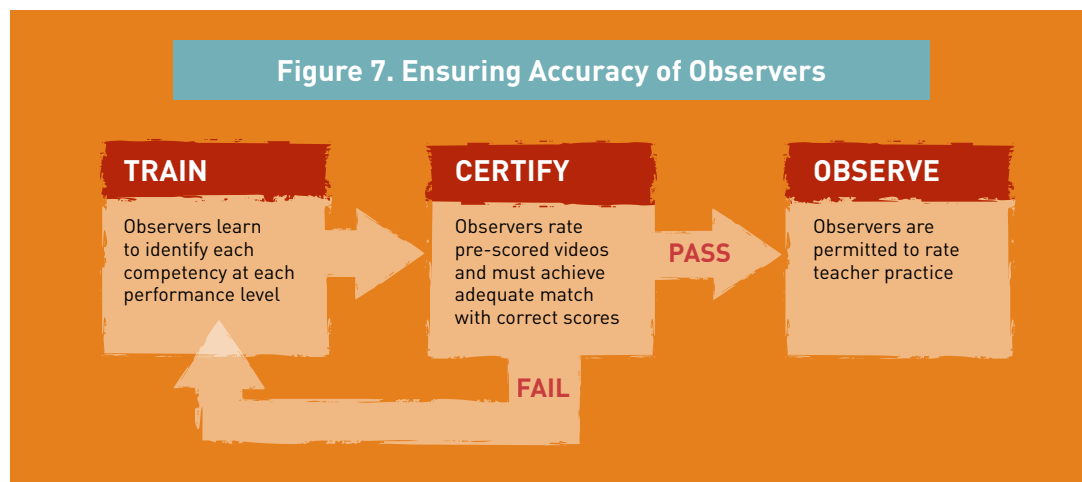 Figure 7. Ensuring Accuracy of Observers
TRAIN
Observers learn
to identify each
competency at each
performance level
CERTIFY
Observers rate
pre-scored videos
and must achieve
adequate match
with correct scores
PASS
FAIL
OBSERVE
Observers are
permitted to rate
teacher practice